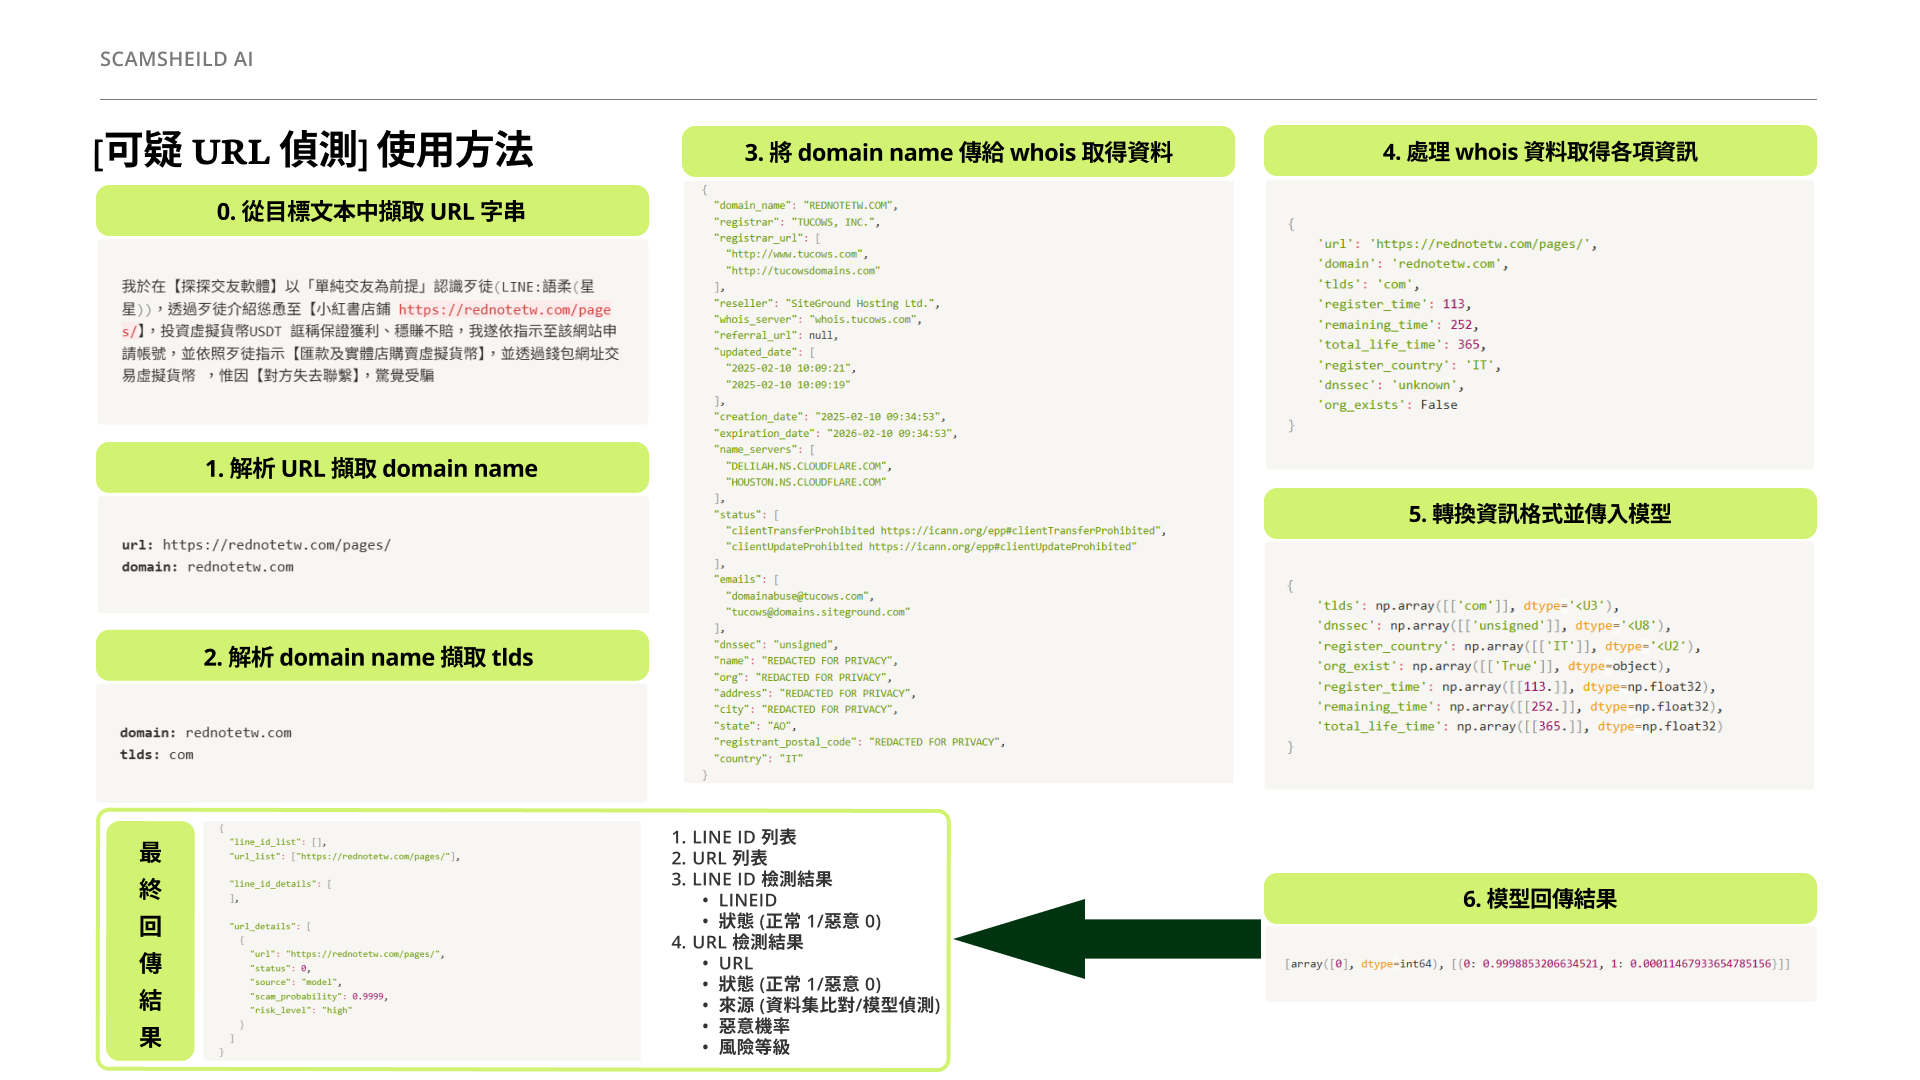 SCAMSHEILD AI
[可疑 URL 偵測] 使用方法
0. 從目標文本中擷取 URL 字串
我於在【探探交友軟體】以「單純交友為前提」認識歹徒(LINE:語柔(星
星))，透過歹徒介紹慫恿至【小紅書店鋪 https://rednotetw.com/page
s/】，投資虛擬貨幣USDT 誆稱保證獲利、穩賺不賠，我遂依指示至該網站申
請帳號，並依照歹徒指示【匯款及實體店購賣虛擬貨幣】，並透過錢包網址交
易虛擬貨幣 ，惟因【對方失去聯繫】，驚覺受騙
1. 解析 URL 擷取 domain name
url: https://rednotetw.com/pages/
domain: rednotetw.com
2. 解析 domain name 擷取 tlds
domain: rednotetw.com
tlds: com
3. 將 domain name 傳給 whois 取得資料
{
"domain_name": "REDNOTETW.COM",
"registrar": "TUCOWS, INC.",
"registrar_url": [
"http://www.tucows.com",
"http://tucowsdomains.com"
],
"reseller": "SiteGround Hosting Ltd.",
"whois_server": "whois.tucows.com",
"referral_url": null,
"updated_date": [
"2025-02-10 10:09:21",
"2025-02-10 10:09:19"
],
"creation_date": "2025-02-10 09:34:53",
"expiration_date": "2026-02-10 09:34:53",
"name_servers": [
"DELILAH.NS.CLOUDFLARE.COM",
"HOUSTON.NS.CLOUDFLARE.COM"
],
"status": [
"clientTransferProhibited https://icann.org/epp#clientTransferProhibited",
"clientUpdateProhibited https://icann.org/epp#clientUpdateProhibited"
],
"emails": [
"domainabuse@tucows.com",
"tucows@domains.siteground.com"
],
"dnssec": "unsigned",
"name": "REDACTED FOR PRIVACY",
"org": "REDACTED FOR PRIVACY",
"address": "REDACTED FOR PRIVACY",
"city": "REDACTED FOR PRIVACY",
"state": "AO",
"registrant_postal_code": "REDACTED FOR PRIVACY",
"country": "IT"
}
4. 處理 whois 資料取得各項資訊
{
'url': 'https://rednotetw.com/pages/',
'domain': 'rednotetw.com',
'tlds': 'com',
'register_time': 113,
'remaining_time': 252,
'total_life_time': 365,
'register_country': 'IT',
'dnssec': 'unknown',
'org_exists': False
}
5. 轉換資訊格式並傳入模型
{
'tlds': np.array([['com']], dtype='<U3'),
'dnssec': np.array([['unsigned']], dtype='<U8'),
'register_country': np.array([['IT']], dtype='<U2'),
'org_exist': np.array([['True']], dtype=object),
'register_time': np.array([[113.]], dtype=np.float32),
'remaining_time': np.array([[252.]], dtype=np.float32),
'total_life_time': np.array([[365.]], dtype=np.float32)
}
6. 模型回傳結果
[array([0], dtype=int64), [{0: 0.9998853206634521, 1: 0.00011467933654785156}]]
最終回傳結果
{
"line_id_list": [],
"url_list": ["https://rednotetw.com/pages/"],
"line_id_details": [
],
"url_details": [
{
"url": "https://rednotetw.com/pages/",
"status": 0,
"source": "model",
"scam_probability": 0.9999,
"risk_level": "high"
}
]
}
1. LINE ID 列表
2. URL 列表
3. LINE ID 檢測結果
• LINEID
• 狀態 (正常 1/惡意 0)
4. URL 檢測結果
• URL
• 狀態 (正常 1/惡意 0)
• 來源 (資料集比對/模型偵測)
• 惡意機率
• 風險等級